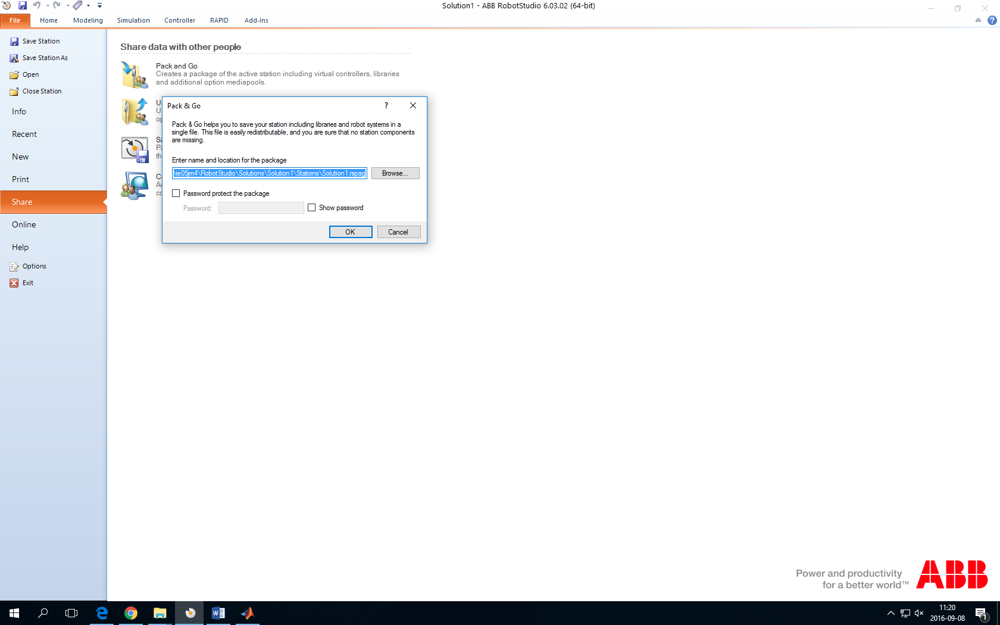 Solution1 - ABB RobotStudio 6.03.02 (64-bit)
File Home Modeling Simulation Controller RAPID Add-Ins
Save Station
Save Station As
Open
Close Station
Info
Recent
New
Print
Share
Online
Help
Options
Exit
Share data with other people
Pack and Go
Creates a package of the active station including virtual controllers, libraries
and additional option mediapools.
Pack & Go
?
Pack & Go helps you to save your station including libraries and robot systems in a
single file. This file is easily redistributable, and you are sure that no station components
are missing.
Enter name and location for the package
\RobotStudio\Solutions\Solution1\Stations\Solution1.rspag
Browse...
Password protect the package
Password:
Show password
OK
Cancel
Power and productivity
for a better world™
ABB
11:20
2016-09-08
1